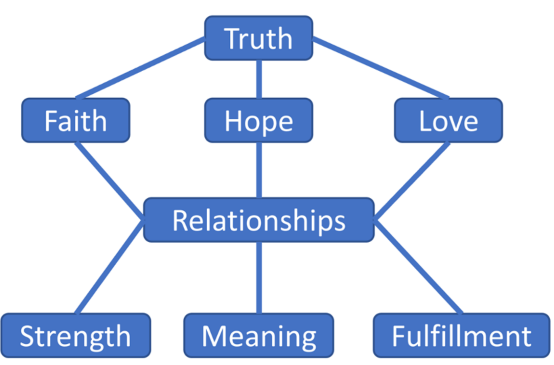 Truth
Faith
Hope
Love
Relationships
Strength
Meaning
Fulfillment